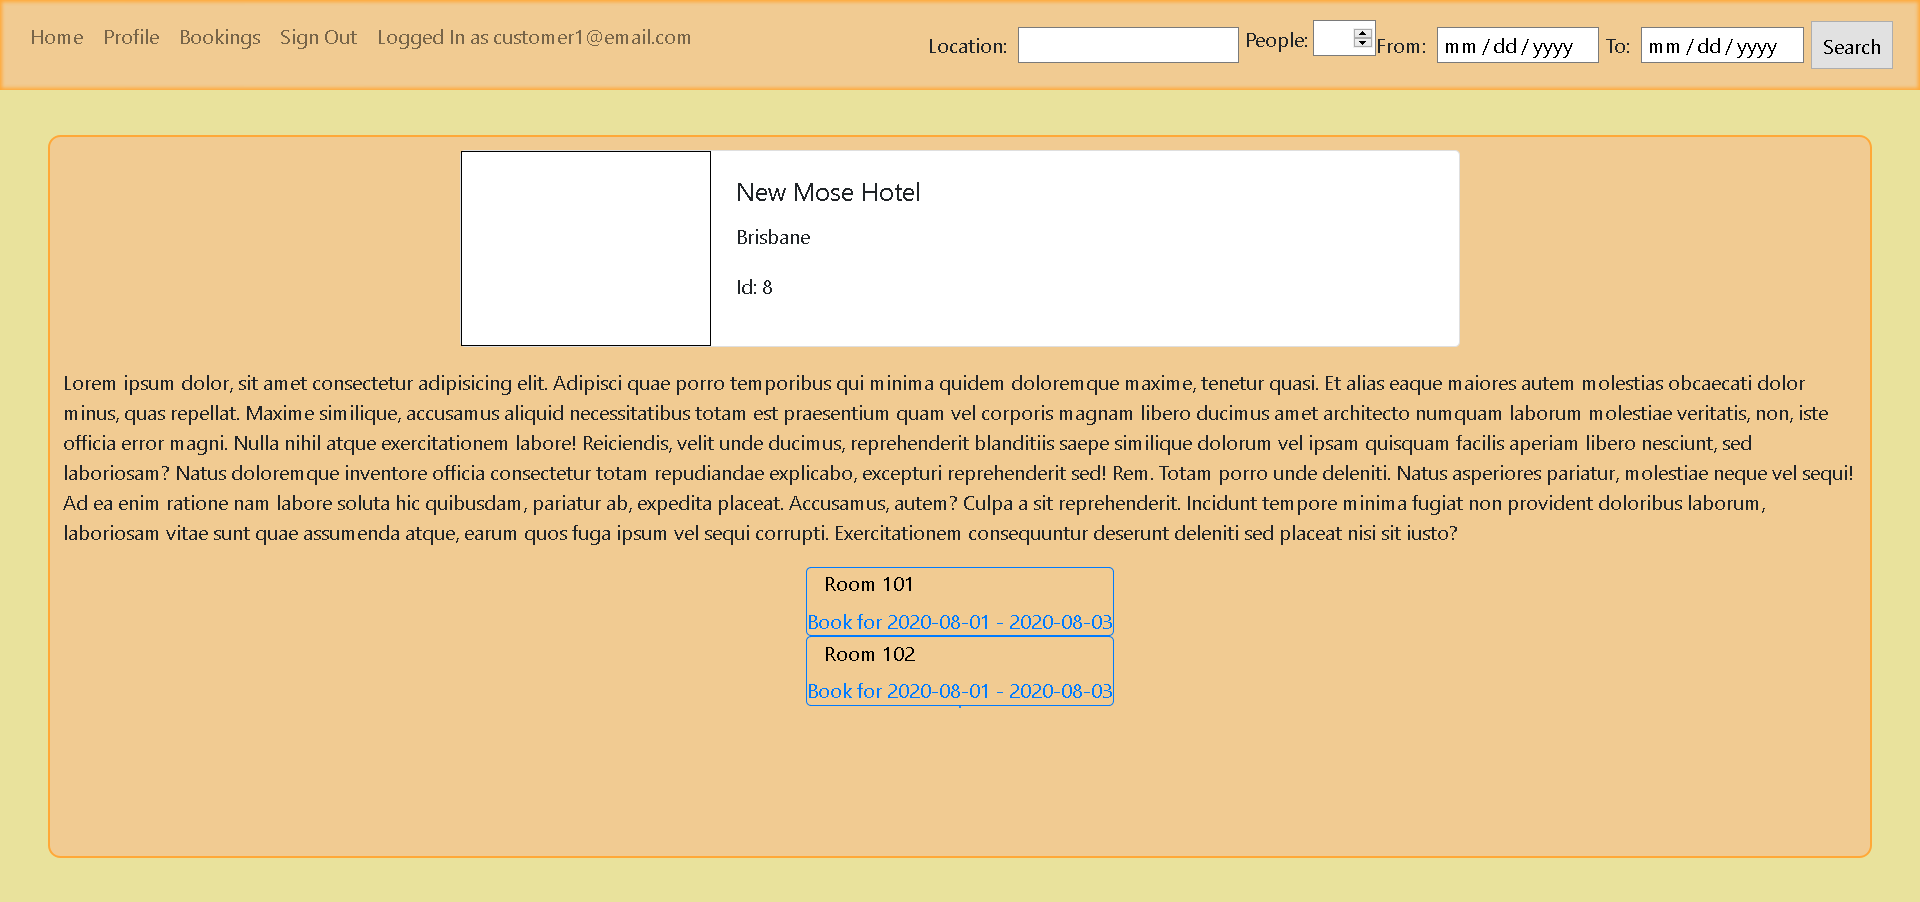 Home Profile Bookings Sign Out Logged In as customer1@email.com Location: People: From: mm/dd/yyyy To: mm/dd/yyyy Search
New Mose Hotel
Brisbane
Id: 8
Lorem ipsum dolor, sit amet consectetur adipisicing elit. Adipisci quae porro temporibus qui minima quidem doloremque maxime, tenetur quasi. Et alias eaque maiores autem molestias obcaecati dolor
minus, quas repellat. Maxime similique, accusamus aliquid necessitatibus totam est praesentium quam vel corporis magnam libero ducimus amet architecto numquam laborum molestiae veritatis, non, iste
officia error magni. Nulla nihil atque exercitationem labore! Reiciendis, velit unde ducimus, reprehenderit blanditiis saepe similique dolorum vel ipsam quisquam facilis aperiam libero nesciunt, sed
laboriosam? Natus doloremque inventore officia consectetur totam repudiandae explicabo, excepturi reprehenderit sed! Rem. Totam porro unde deleniti. Natus asperiores pariatur, molestiae neque vel sequi!
Ad ea enim ratione nam labore soluta hic quibusdam, pariatur ab, expedita placeat. Accusamus, autem? Culpa a sit reprehenderit. Incidunt tempore minima fugiat non provident doloribus laborum,
laboriosam vitae sunt quae assumenda atque, earum quos fuga ipsum vel sequi corrupti. Exercitationem consequuntur deserunt deleniti sed placeat nisi sit iusto?
Room 101
Book for 2020-08-01 - 2020-08-03
Room 102
Book for 2020-08-01 - 2020-08-03